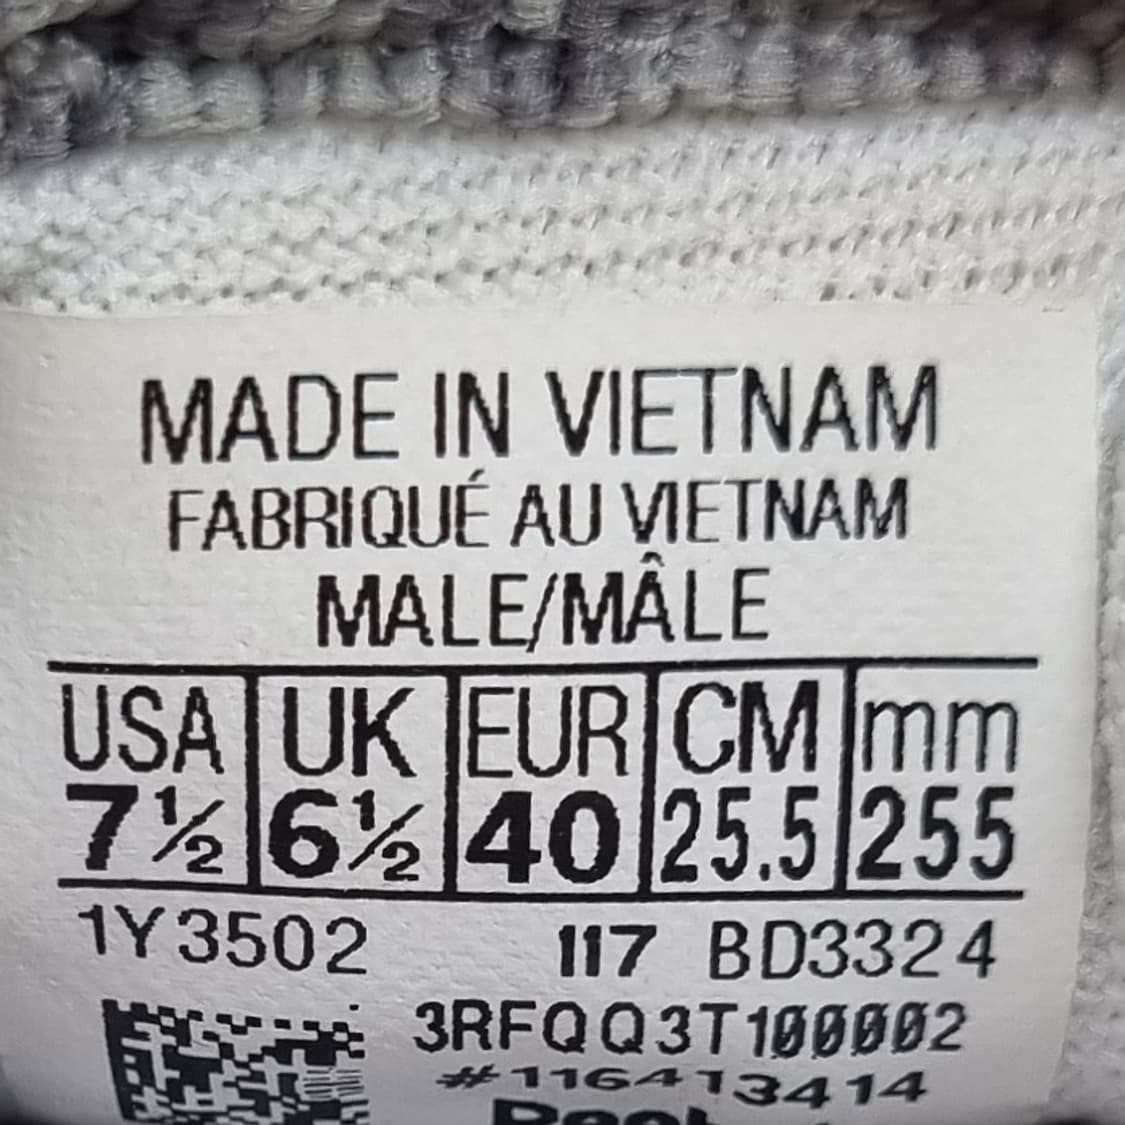 MADE IN VIETNAM
FABRIQUÉ AU VIETNAM
MALE/MÂLE
USA UK EUR CM mm
7½ 6½ 40 25.5 255
1Y3502 117 BD3324
3RFQQ3T100002
#116413414